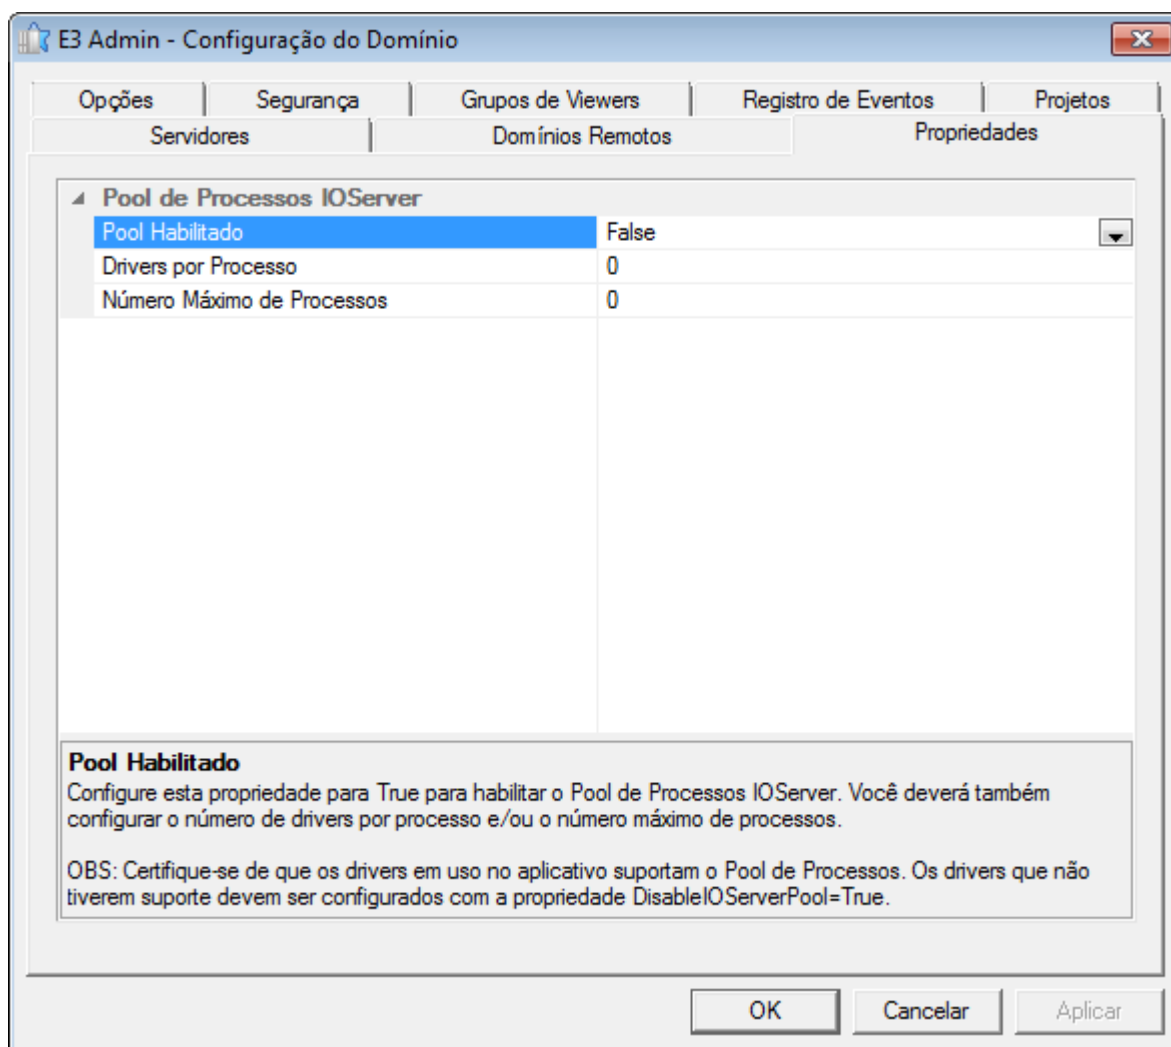 E3 Admin - Configuração do Domínio
Opções
Segurança
Grupos de Viewers
Registro de Eventos
Projetos
Servidores
Domínios Remotos
Propriedades
Pool de Processos IOServer
Pool Habilitado
False
Drivers por Processo
0
Número Máximo de Processos
0
Pool Habilitado
Configure esta propriedade para True para habilitar o Pool de Processos IOServer. Você deverá também
configurar o número de drivers por processo e/ou o número máximo de processos.
OBS: Certifique-se de que os drivers em uso no aplicativo suportam o Pool de Processos. Os drivers que não
tiverem suporte devem ser configurados com a propriedade DisableIOServerPool=True.
OK
Cancelar
Aplicar